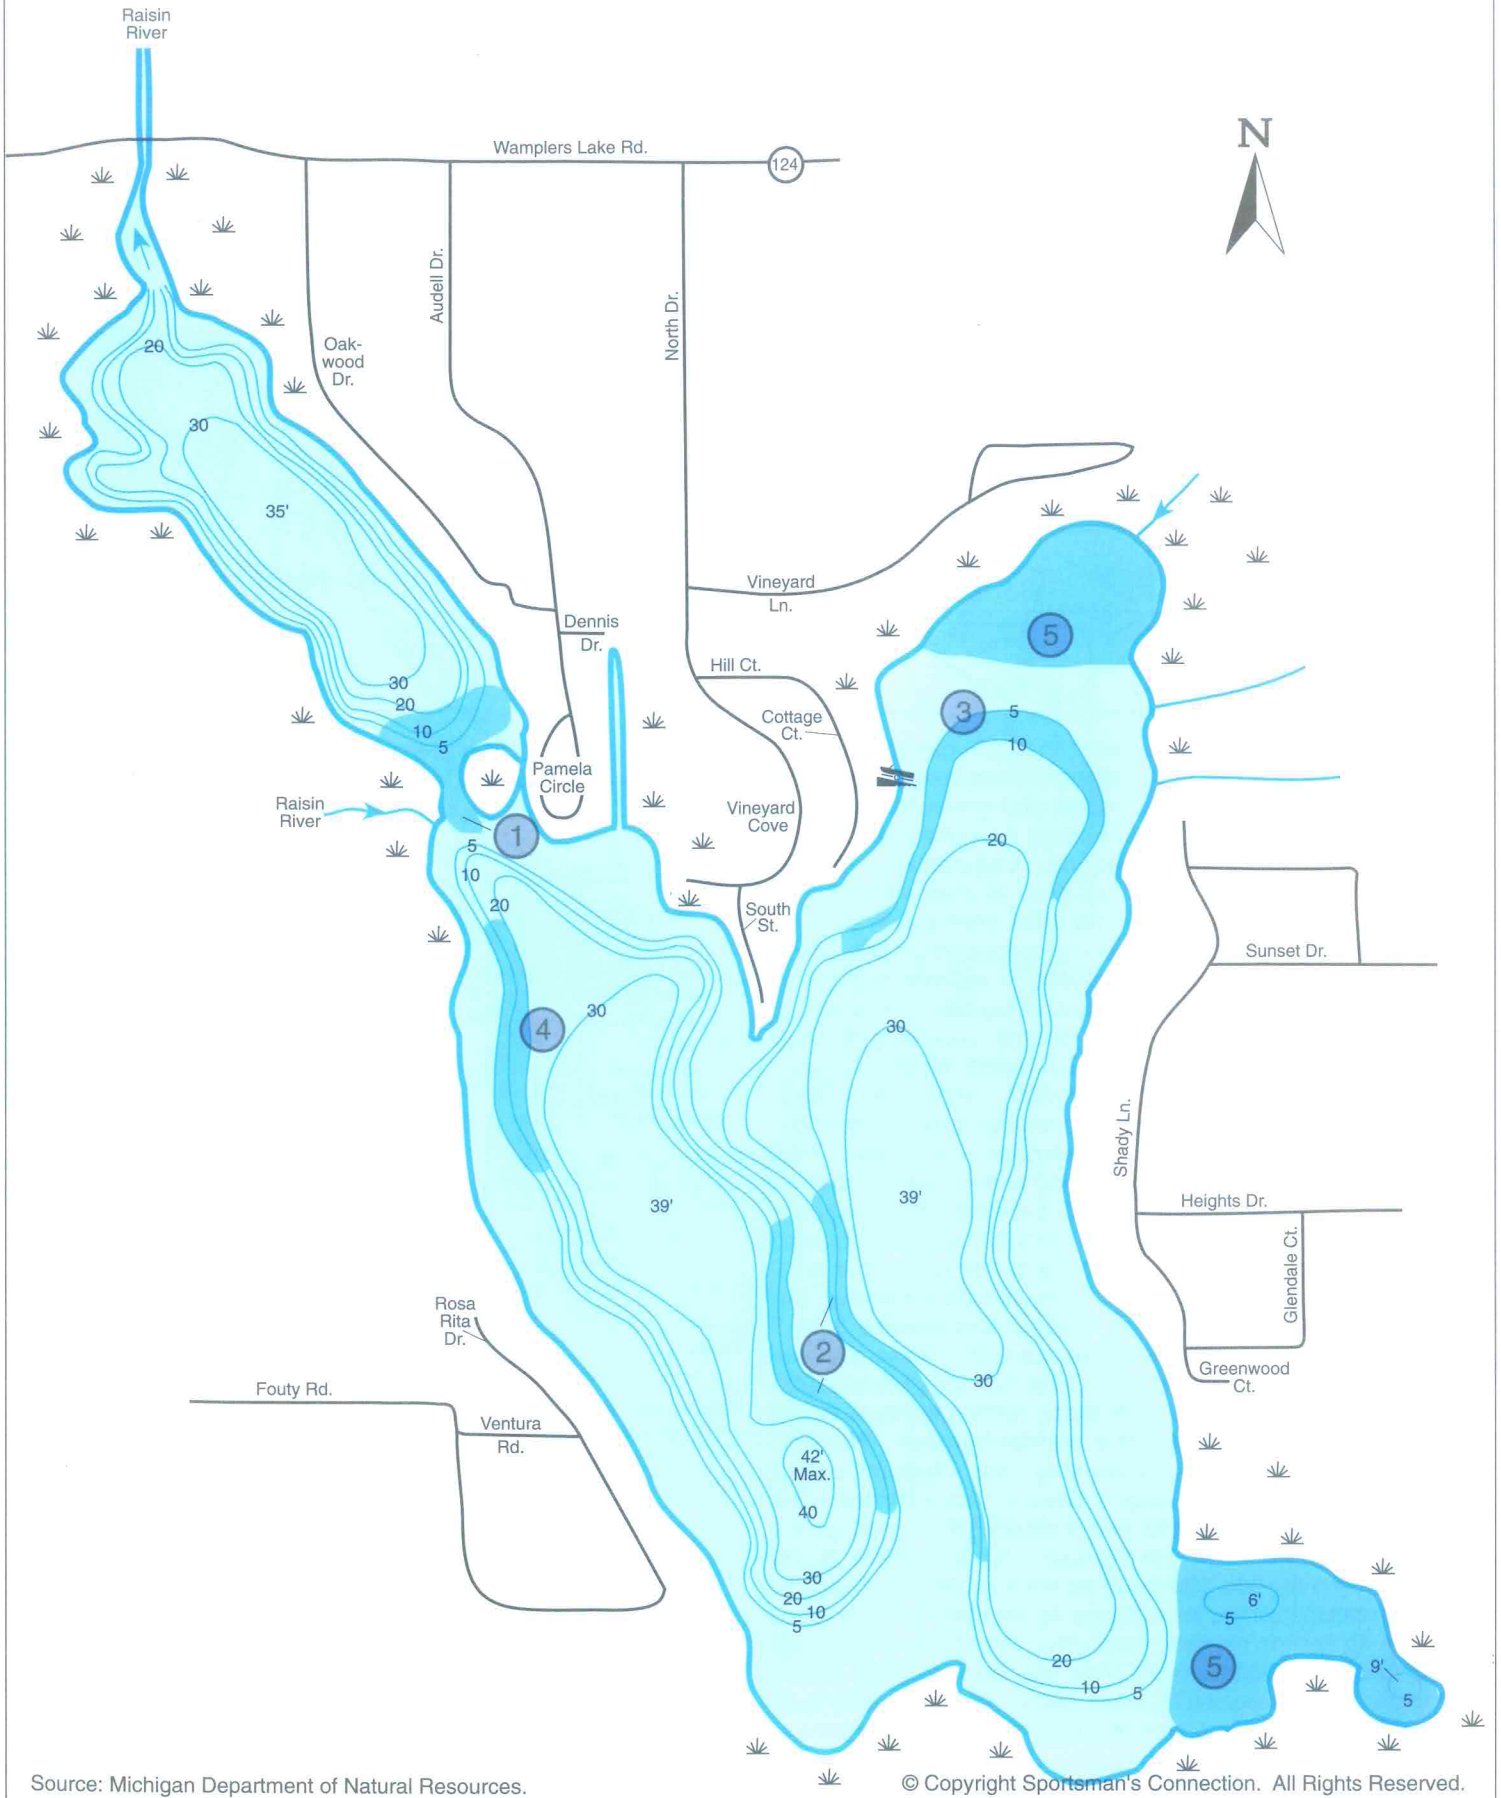 Raisin
River
Wamplers Lake Rd.
124
N
Audell Dr.
North Dr.
Oak-
wood
Dr.
20
30
35'
Vineyard
Ln.
Dennis
Dr.
5
Hill Ct.
30
20
3
5
Cottage
Ct.
10
10
5
Pamela
Circle
Raisin
River
Vineyard
Cove
1
5
20
10
20
South
St.
Sunset Dr.
30
4
30
Shady Ln.
39'
39'
Heights Dr.
Glendale Ct.
Rosa
Rita
Dr.
2
Greenwood
Ct.
30
Fouty Rd.
Ventura
Rd.
42'
Max.
40
30
20
10
5
6'
5
20
10
5
5
9'
5
Source: Michigan Department of Natural Resources.
© Copyright Sportsman's Connection. All Rights Reserved.